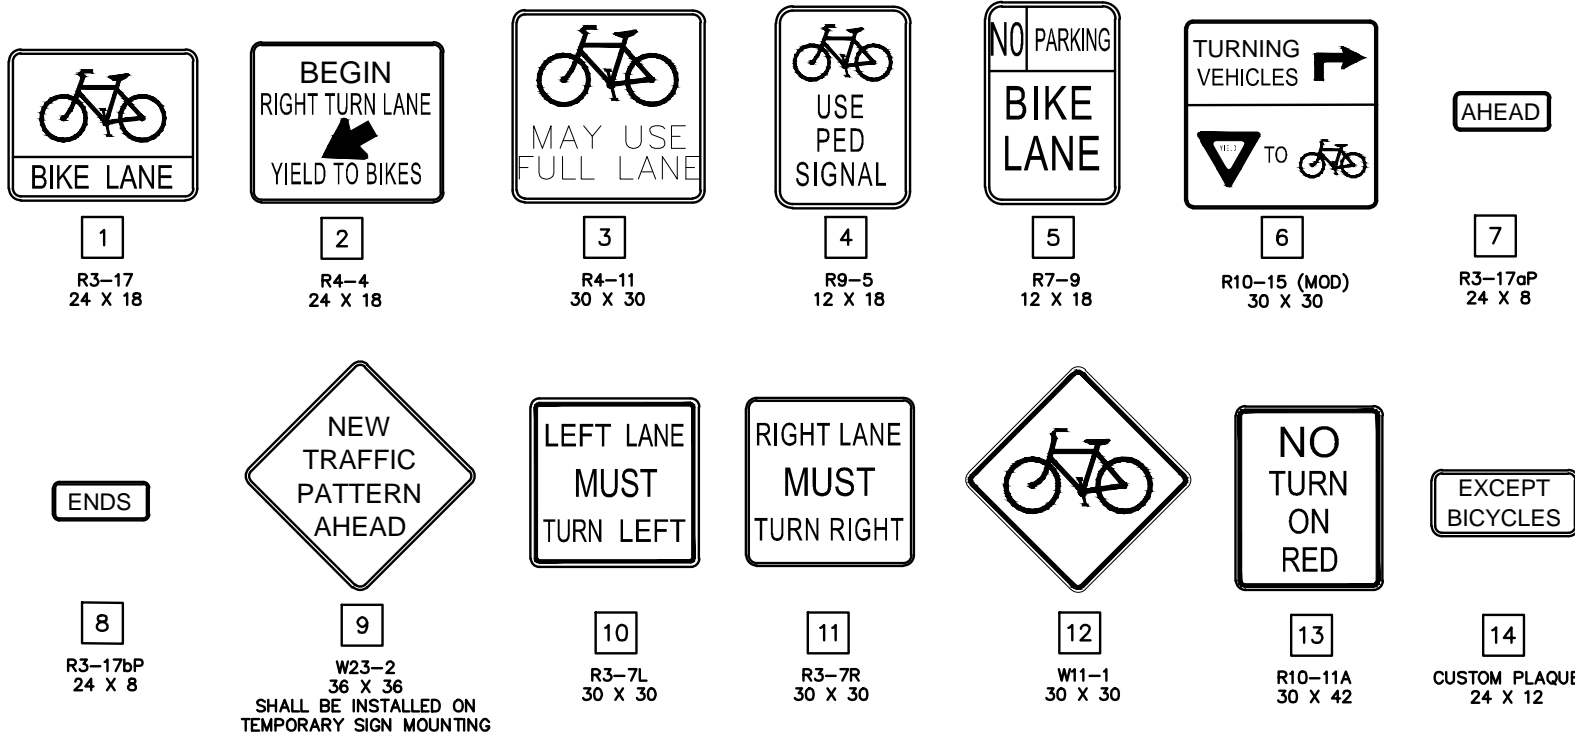 BIKE LANE
1
R3-17
24 X 18
BEGIN
RIGHT TURN LANE
YIELD TO BIKES
2
R4-4
24 X 18
MAY USE
FULL LANE
3
R4-11
30 X 30
USE
PED
SIGNAL
4
R9-5
12 X 18
NO PARKING
BIKE
LANE
5
R7-9
12 X 18
TURNING
VEHICLES
YIELD TO
6
R10-15 (MOD)
30 X 30
AHEAD
7
R3-17aP
24 X 8
ENDS
8
R3-17bP
24 X 8
NEW
TRAFFIC
PATTERN
AHEAD
9
W23-2
36 X 36
SHALL BE INSTALLED ON
TEMPORARY SIGN MOUNTING
LEFT LANE
MUST
TURN LEFT
10
R3-7L
30 X 30
RIGHT LANE
MUST
TURN RIGHT
11
R3-7R
30 X 30
12
W11-1
30 X 30
NO
TURN
ON
RED
13
R10-11A
30 X 42
EXCEPT
BICYCLES
14
CUSTOM PLAQUE
24 X 12